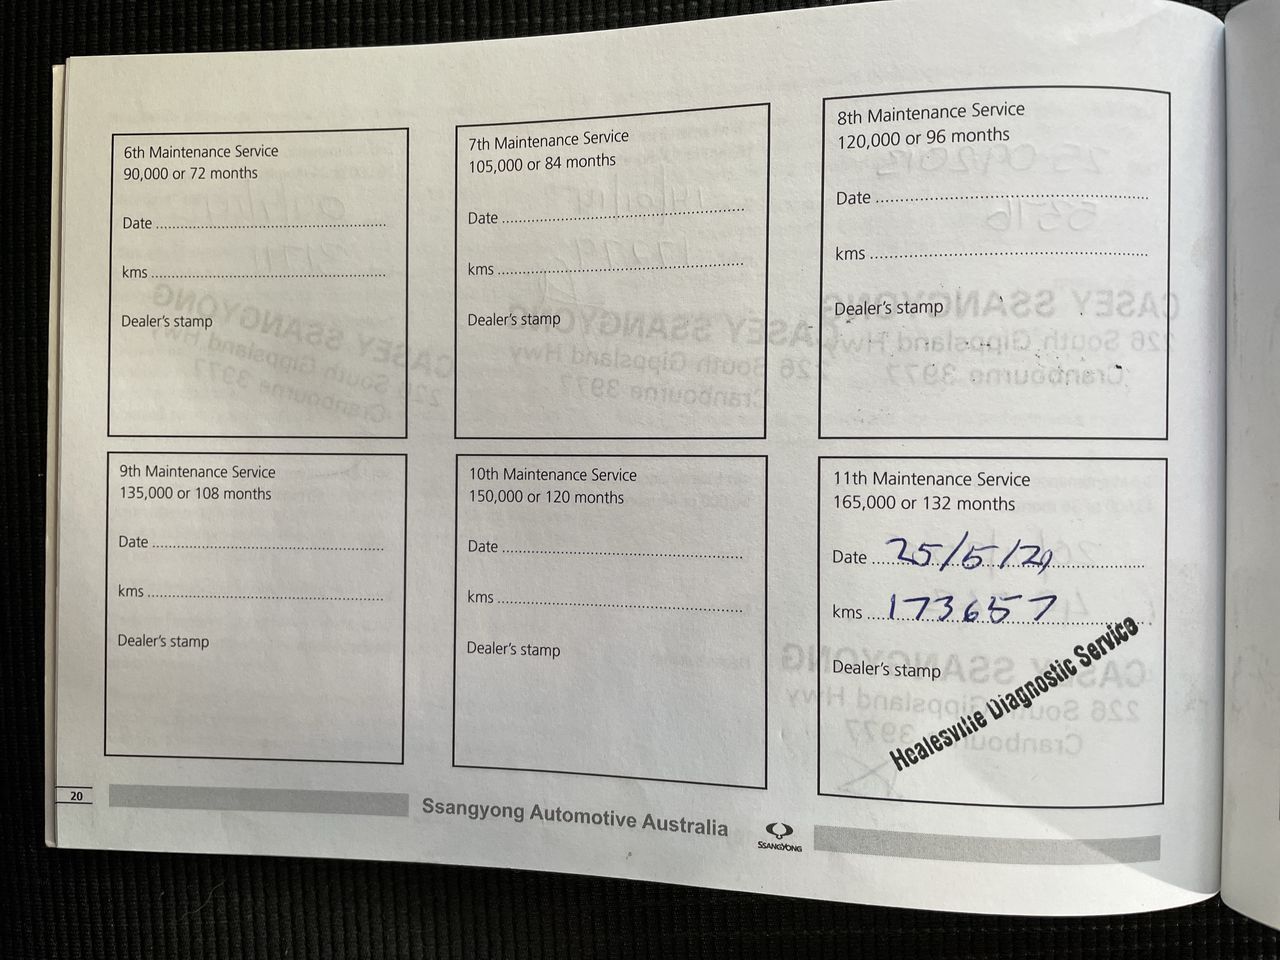 6th Maintenance Service
90,000 or 72 months
Date
kms
Dealer's stamp
7th Maintenance Service
105,000 or 84 months
Date
kms
Dealer's stamp
8th Maintenance Service
120,000 or 96 months
Date
kms
Dealer's stamp
9th Maintenance Service
135,000 or 108 months
Date
kms
Dealer's stamp
10th Maintenance Service
150,000 or 120 months
Date
kms
Dealer's stamp
11th Maintenance Service
165,000 or 132 months
Date 25/5/21
kms 173657
Dealer's stamp
Healesville Diagnostic Service
20
Ssangyong Automotive Australia
SSANGYONG